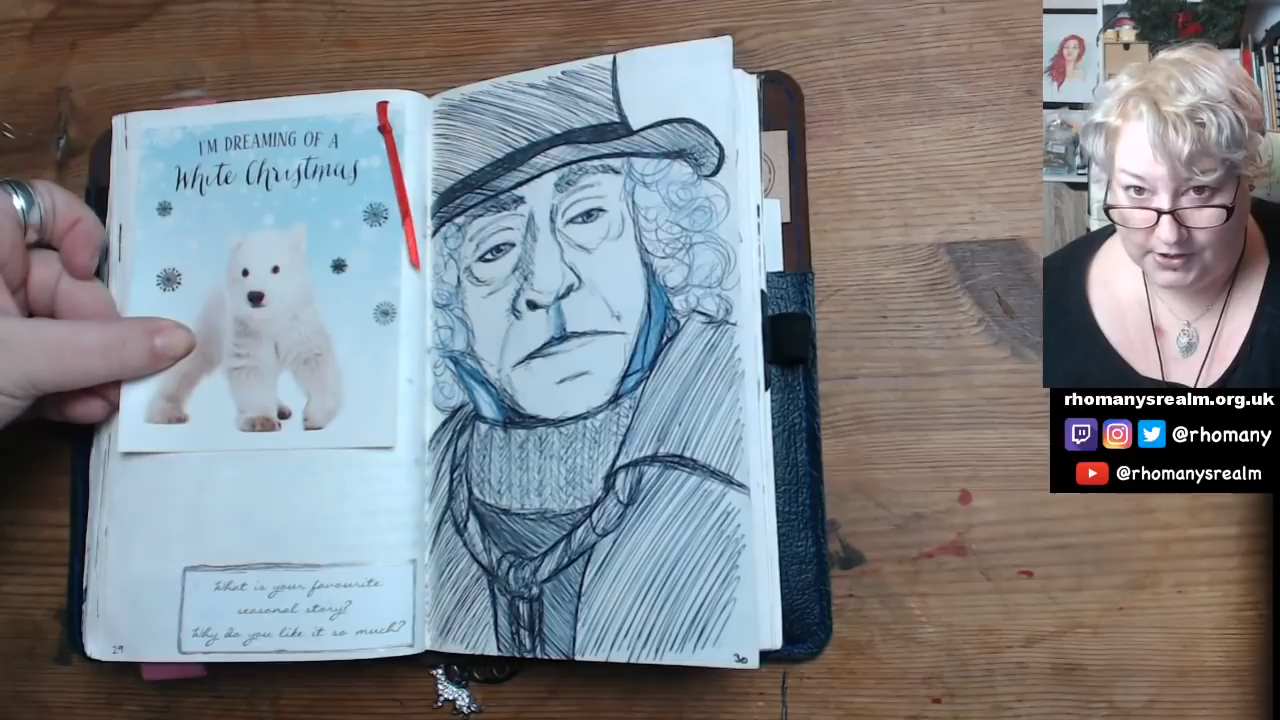 I'M DREAMING OF A
White Christmas
What is your favourite
seasonal story?
Why do you like it so much?
29
30
rhomanysrealm.org.uk
@rhomany
@rhomanysrealm